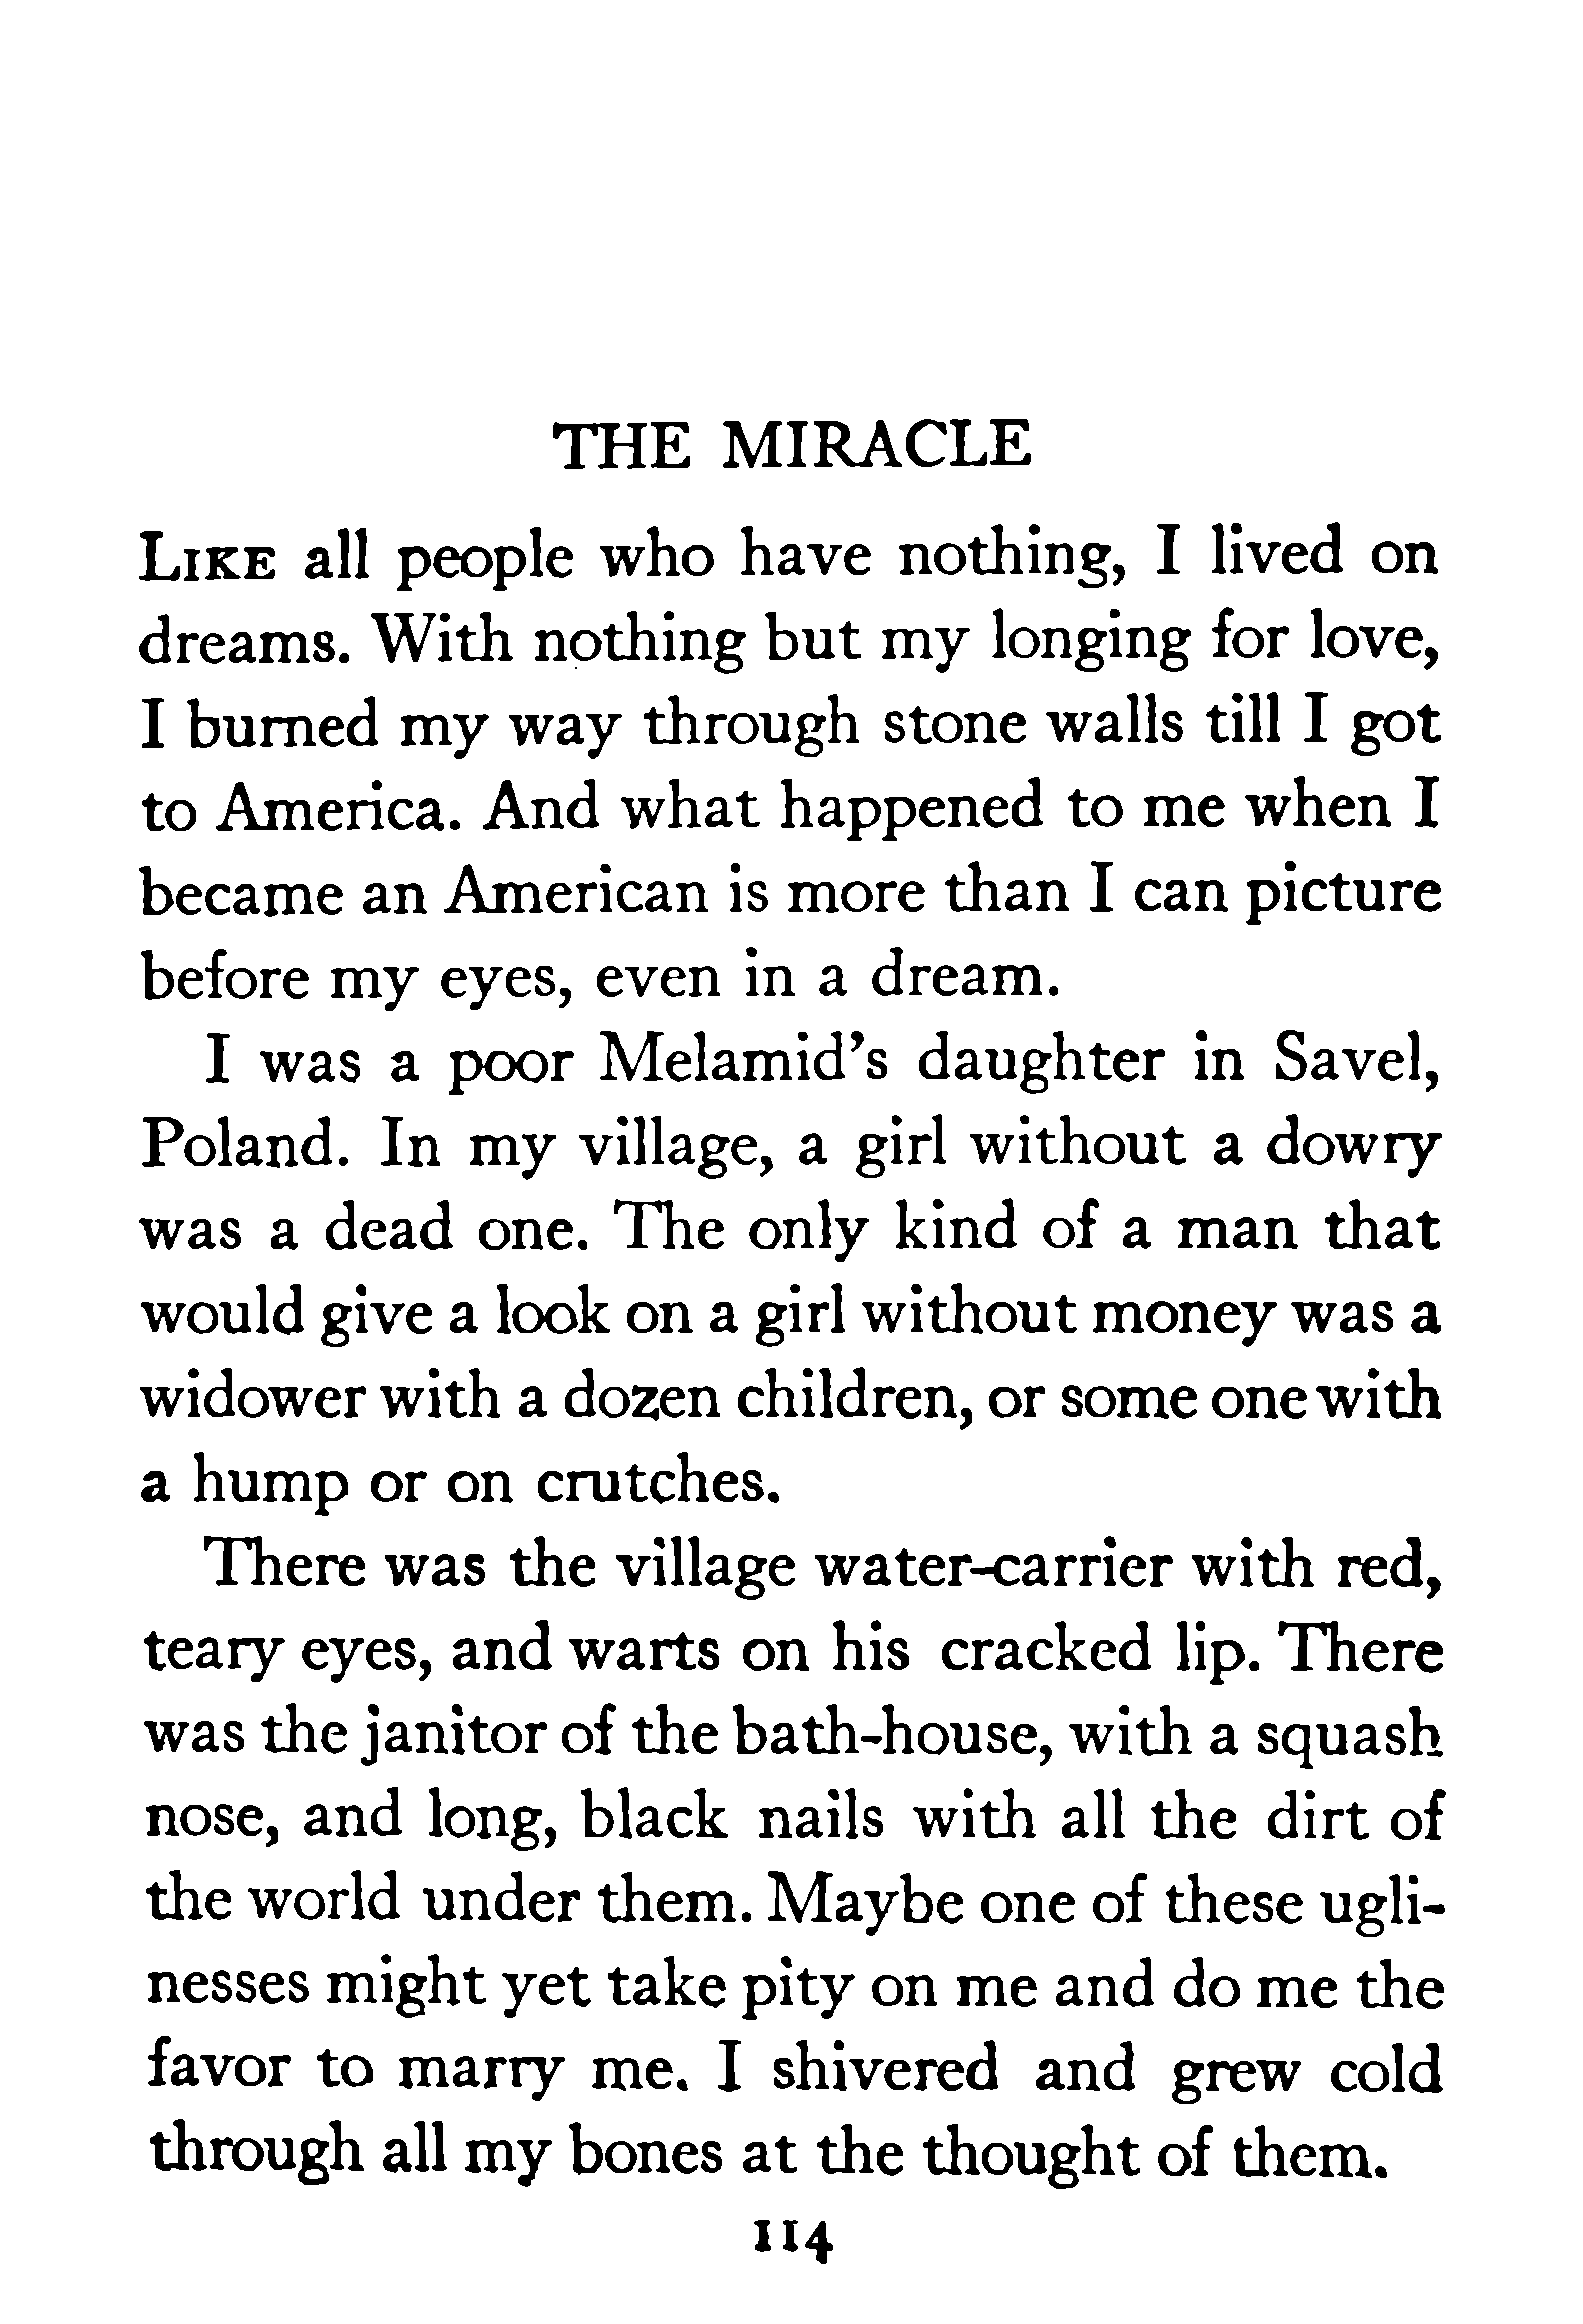 THE MIRACLE
LIKE all people who have nothing, I lived on
dreams. With nothing but my longing for love,
I burned my way through stone walls till I got
to America. And what happened to me when I
became an American is more than I can picture
before my eyes, even in a dream.
I was a poor Melamid's daughter in Savel,
Poland. In my village, a girl without a dowry
was a dead one. The only kind of a man that
would give a look on a girl without money was a
widower with a dozen children, or some one with
a hump or on crutches.
There was the village water-carrier with red,
teary eyes, and warts on his cracked lip. There
was the janitor of the bath-house, with a squash
nose, and long, black nails with all the dirt of
the world under them. Maybe one of these ugli-
nesses might yet take pity on me and do me the
favor to marry me. I shivered and grew cold
through all my bones at the thought of them.
114